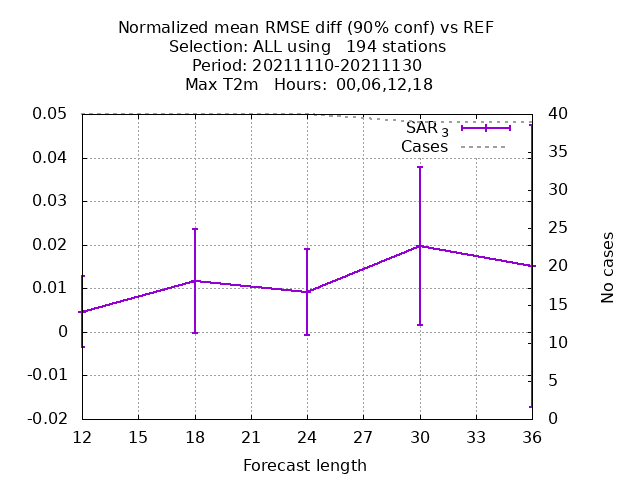 Normalized mean RMSE diff (90% conf) vs REF
Selection: ALL using   194 stations
Period: 20211110-20211130
Max T2m   Hours:  00,06,12,18
0.05
0.04
0.03
0.02
0.01
0
-0.01
-0.02
SAR 3
Cases
40
35
30
25
20
15
10
5
0
No cases
12 15 18 21 24 27 30 33 36
Forecast length